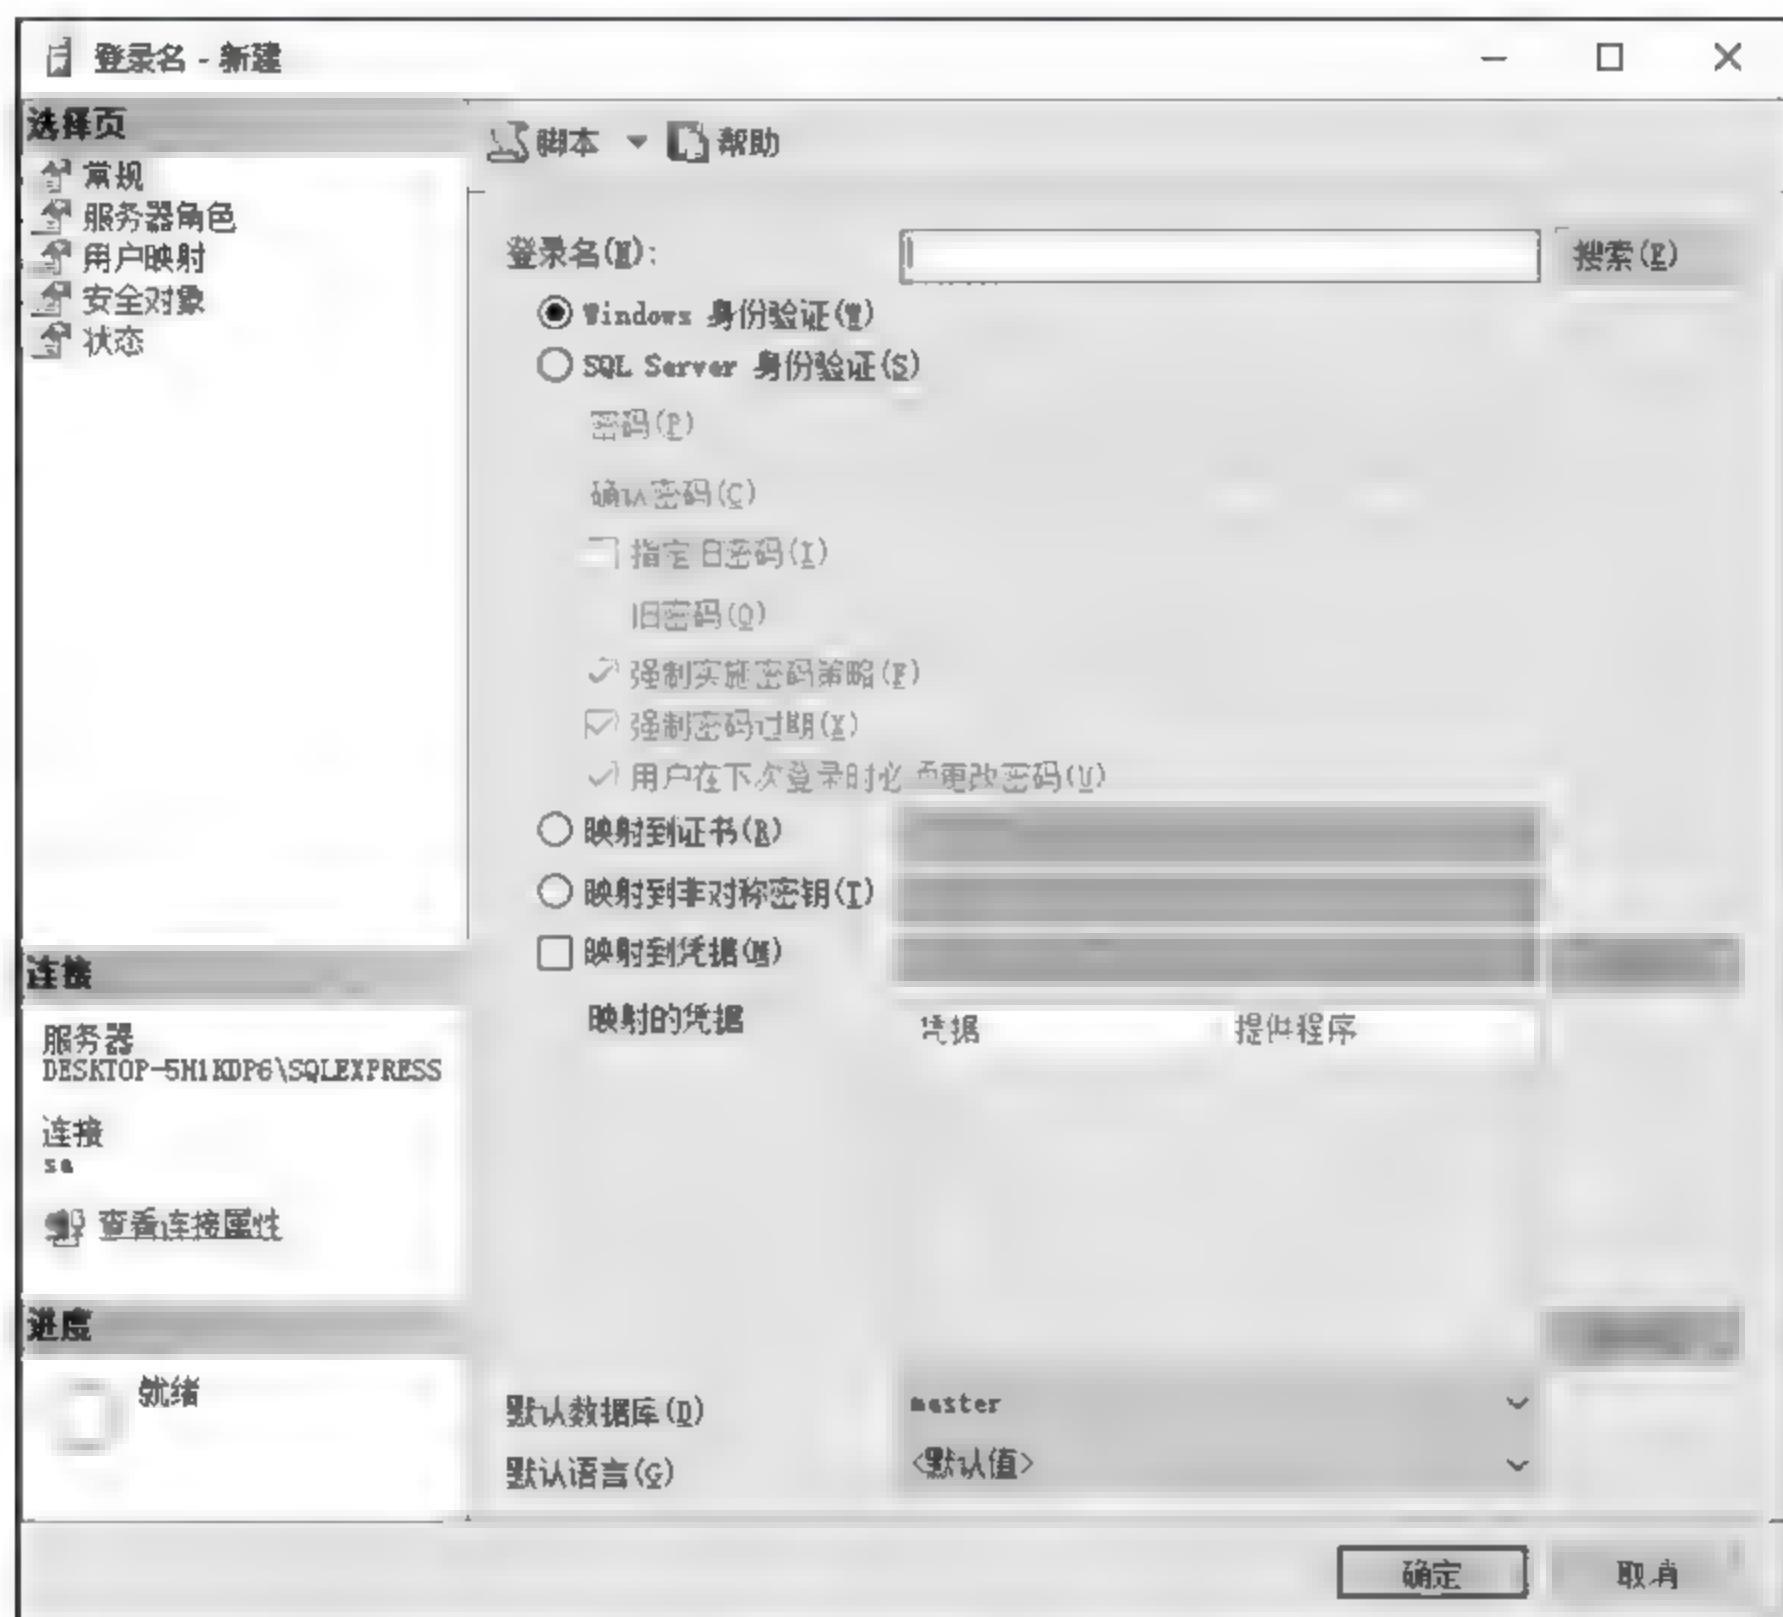 登录名 - 新建
选择页
常规
服务器角色
用户映射
安全对象
状态
脚本 帮助
登录名(N):
搜索(E)
Windows 身份验证(W)
SQL Server 身份验证(S)
密码(P)
确认密码(C)
指定旧密码(I)
旧密码(O)
强制实施密码策略(F)
强制密码过期(X)
用户在下次登录时必须更改密码(U)
映射到证书(R)
映射到非对称密钥(T)
映射到凭据(M)
映射的凭据
凭据 提供程序
默认数据库(D)
master
默认语言(G)
<默认值>
连接
服务器
DESKTOP-5H1KDP6\SQLEXPRESS
连接
sa
查看连接属性
进度
就绪
确定 取消